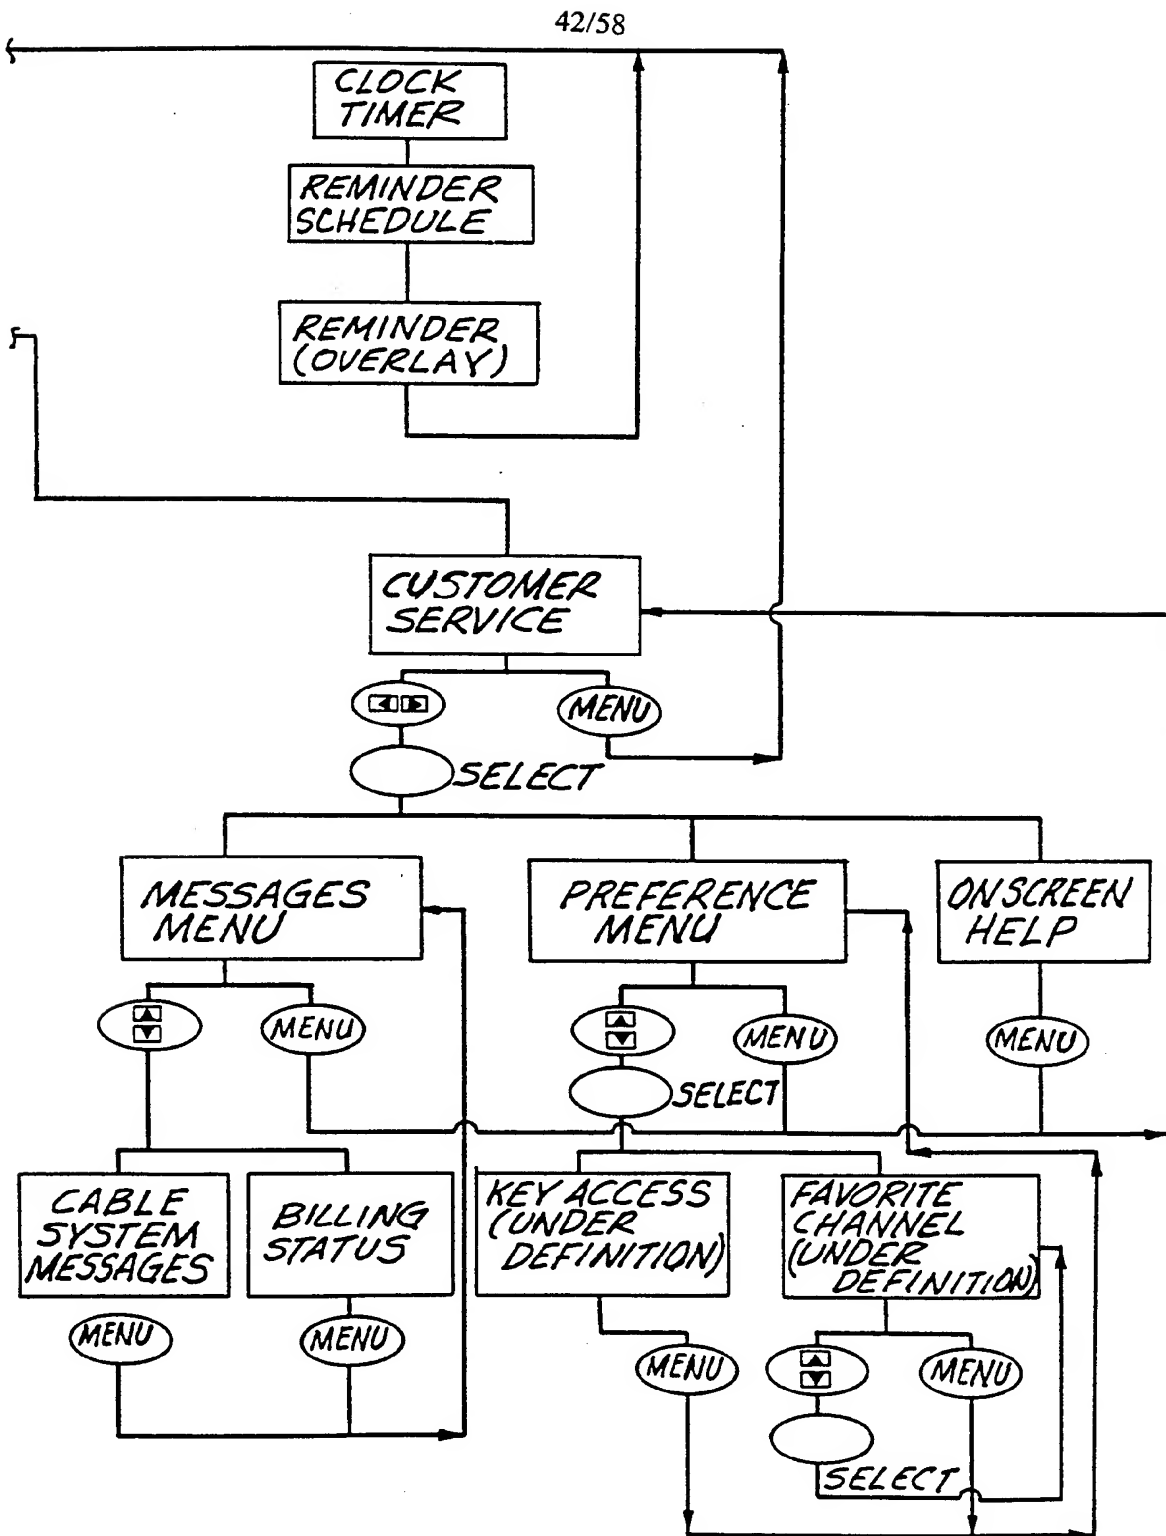 42/58
CLOCK
TIMER
REMINDER
SCHEDULE
REMINDER
(OVERLAY)
CUSTOMER
SERVICE
MENU
SELECT
MESSAGES
MENU
PREFERENCE
MENU
ONSCREEN
HELP
MENU
MENU
MENU
SELECT
CABLE
SYSTEM
MESSAGES
BILLING
STATUS
KEY ACCESS
(UNDER
DEFINITION)
FAVORITE
CHANNEL
(UNDER
DEFINITION)
MENU
MENU
MENU
MENU
SELECT